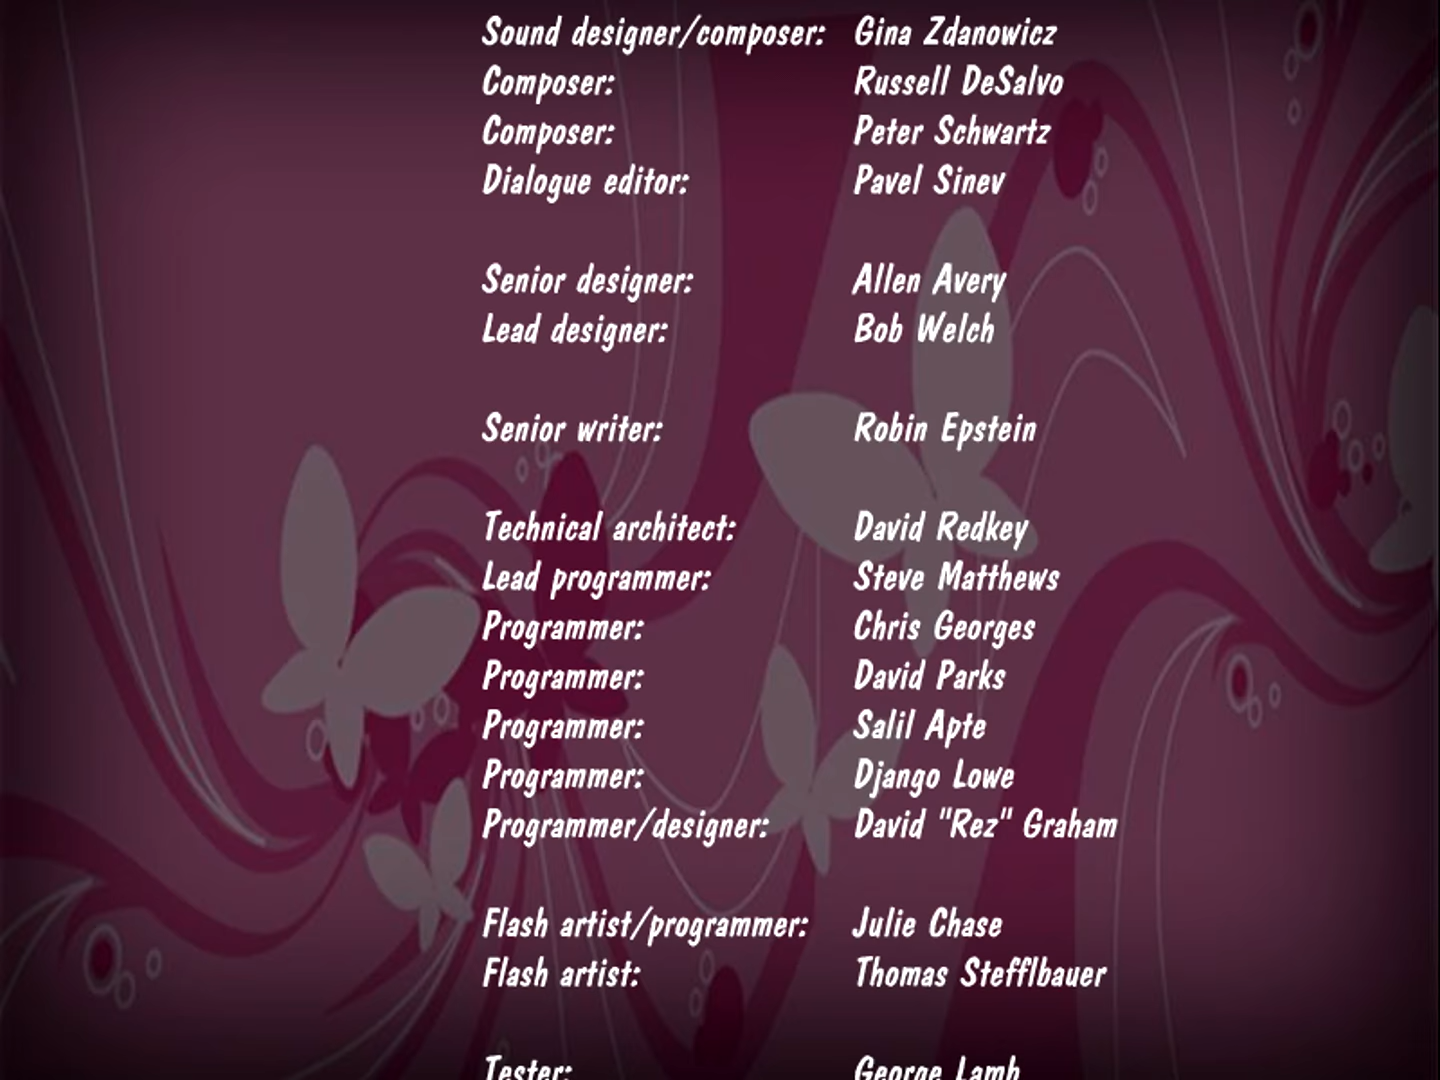 Sound designer/composer: Gina Zdanowicz
Composer: Russell DeSalvo
Composer: Peter Schwartz
Dialogue editor: Pavel Sinev
Senior designer: Allen Avery
Lead designer: Bob Welch
Senior writer: Robin Epstein
Technical architect: David Redkey
Lead programmer: Steve Matthews
Programmer: Chris Georges
Programmer: David Parks
Programmer: Salil Apte
Programmer: Django Lowe
Programmer/designer: David "Rez" Graham
Flash artist/programmer: Julie Chase
Flash artist: Thomas Stefflbauer
Tester: George Lamb